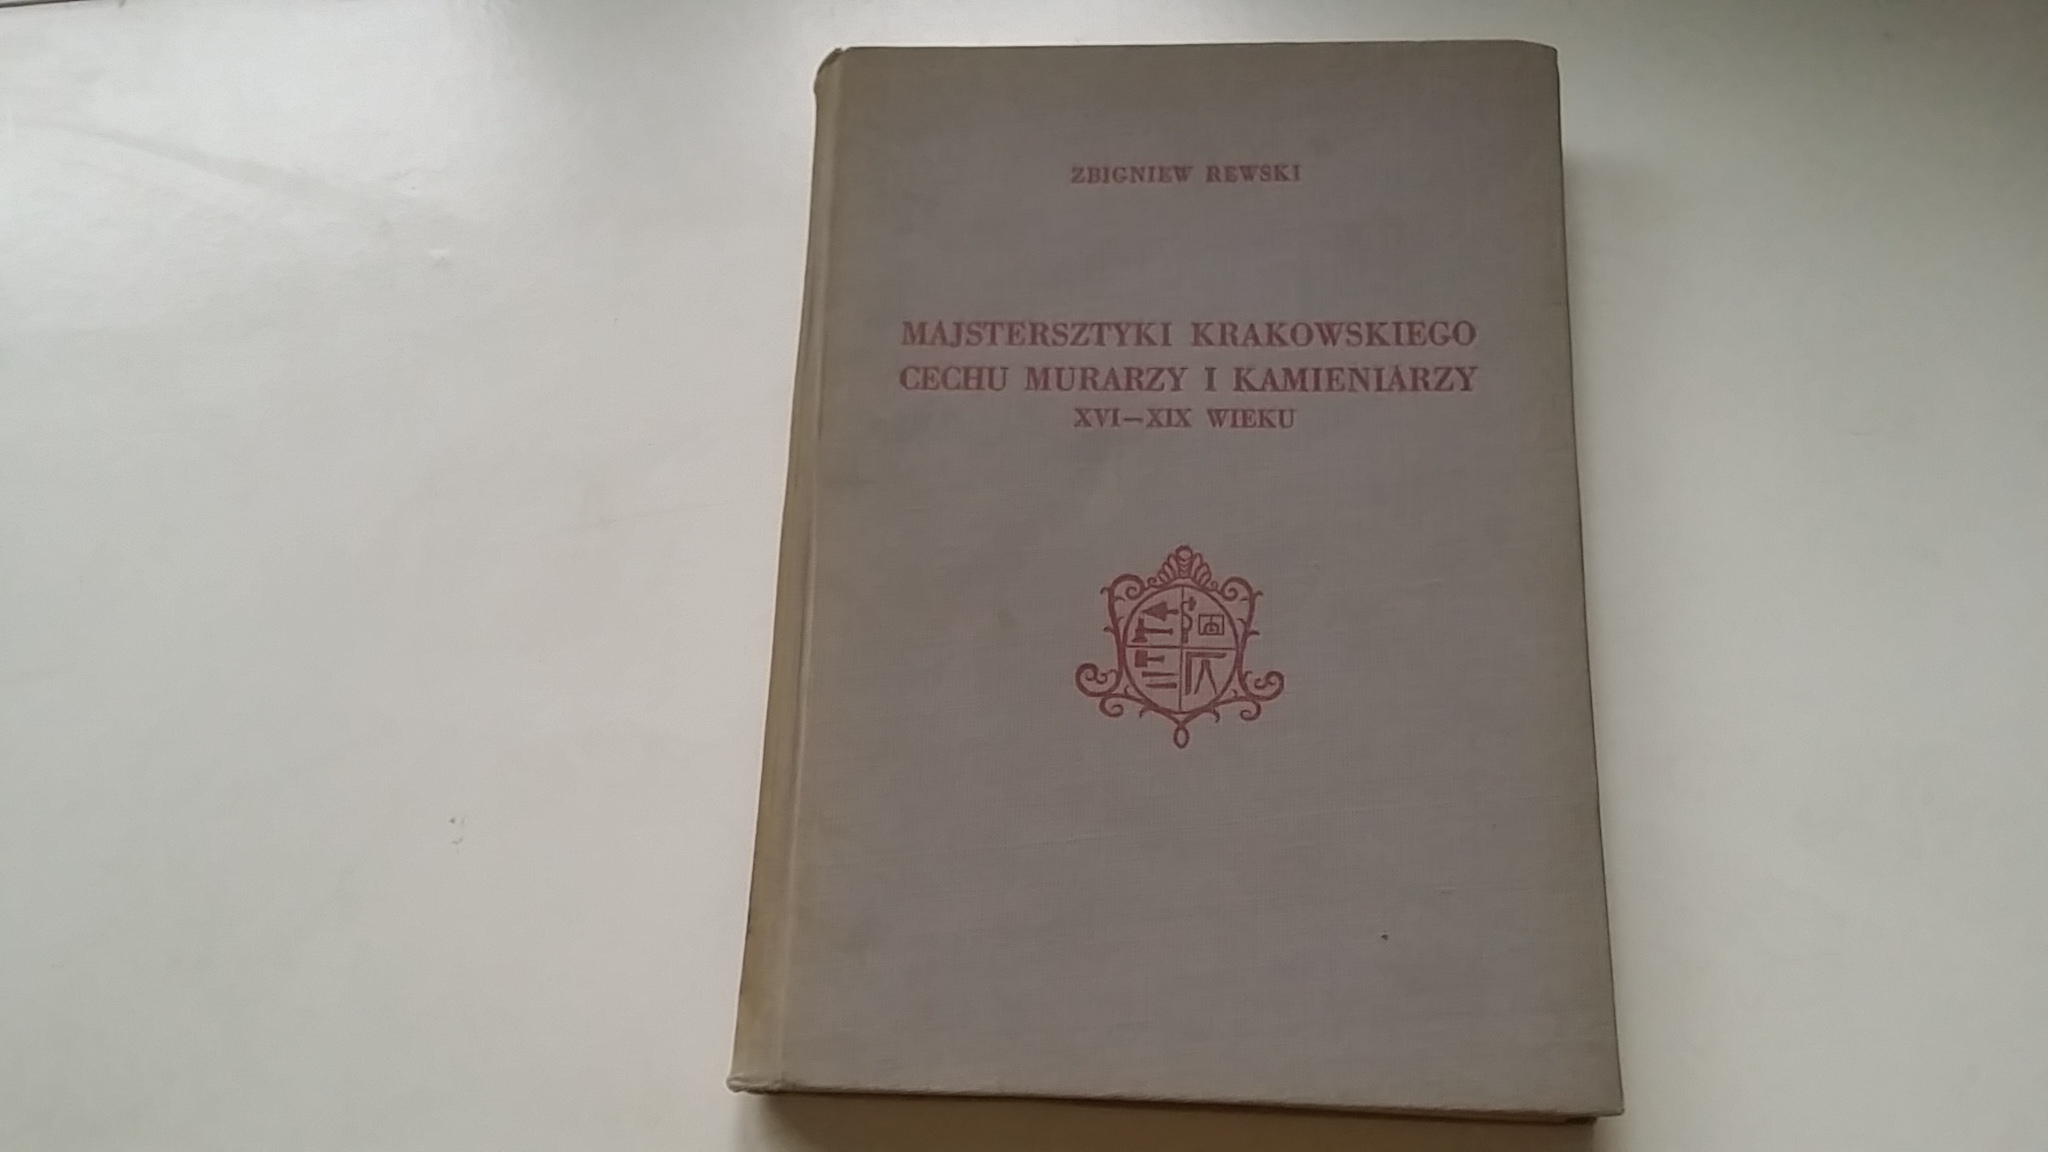 ZBIGNIEW REWSKI
MAJSTERSZTYKI KRAKOWSKIEGO
CECHU MURARZY I KAMIENIARZY
XVI—XIX WIEKU